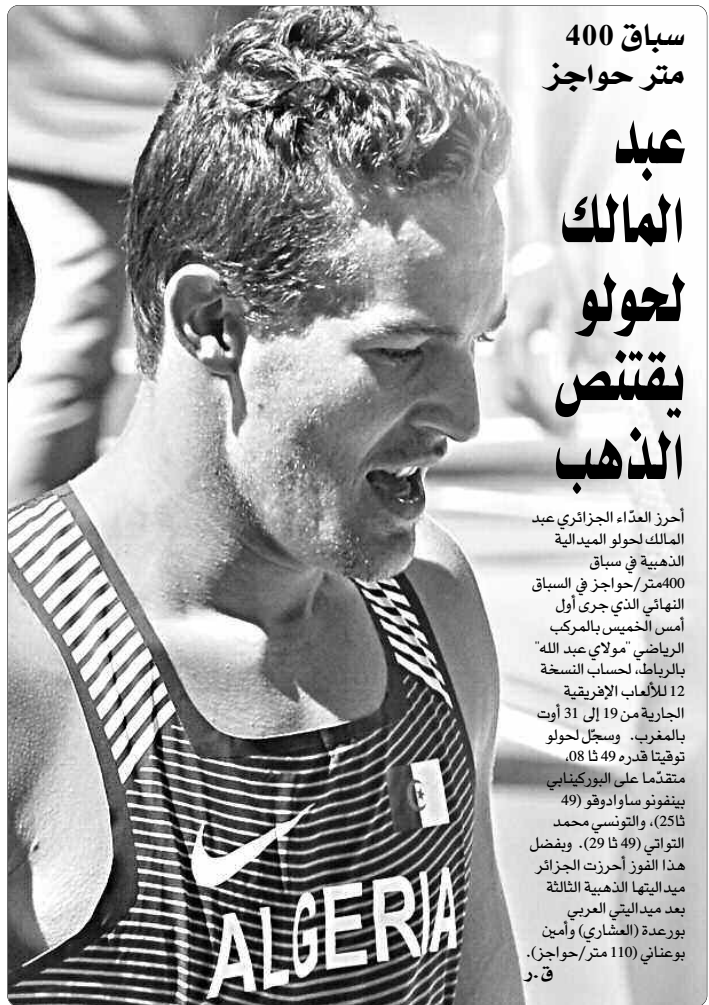 سباق 400
متر حواجز
عبد
المالك
لحولو
يقتنص
الذهب
أحرز العدّاء الجزائري عبد
المالك لحولو الميدالية
الذهبية في سباق
400متر/حواجز في السباق
النهائي الذي جرى أول
أمس الخميس بالمركب
الرياضي "مولاي عبد الله"
بالرباط، لحساب النسخة
12 للألعاب الإفريقية
الجارية من 19 إلى 31 أوت
بالمغرب. وسجّل لحولو
توقيتا قدره 49 ثا 08،
متقدّما على البوركينابي
بينفونو ساوادوقو (49
ثا25)، والتونسي محمد
التواتي (49 ثا 29). وبفضل
هذا الفوز أحرزت الجزائر
ميداليتها الذهبية الثالثة
بعد ميداليتي العربي
بورعدة (العشاري) وأمين
بوعناني (110 متر/حواجز).
ق.ر
ALGERIA